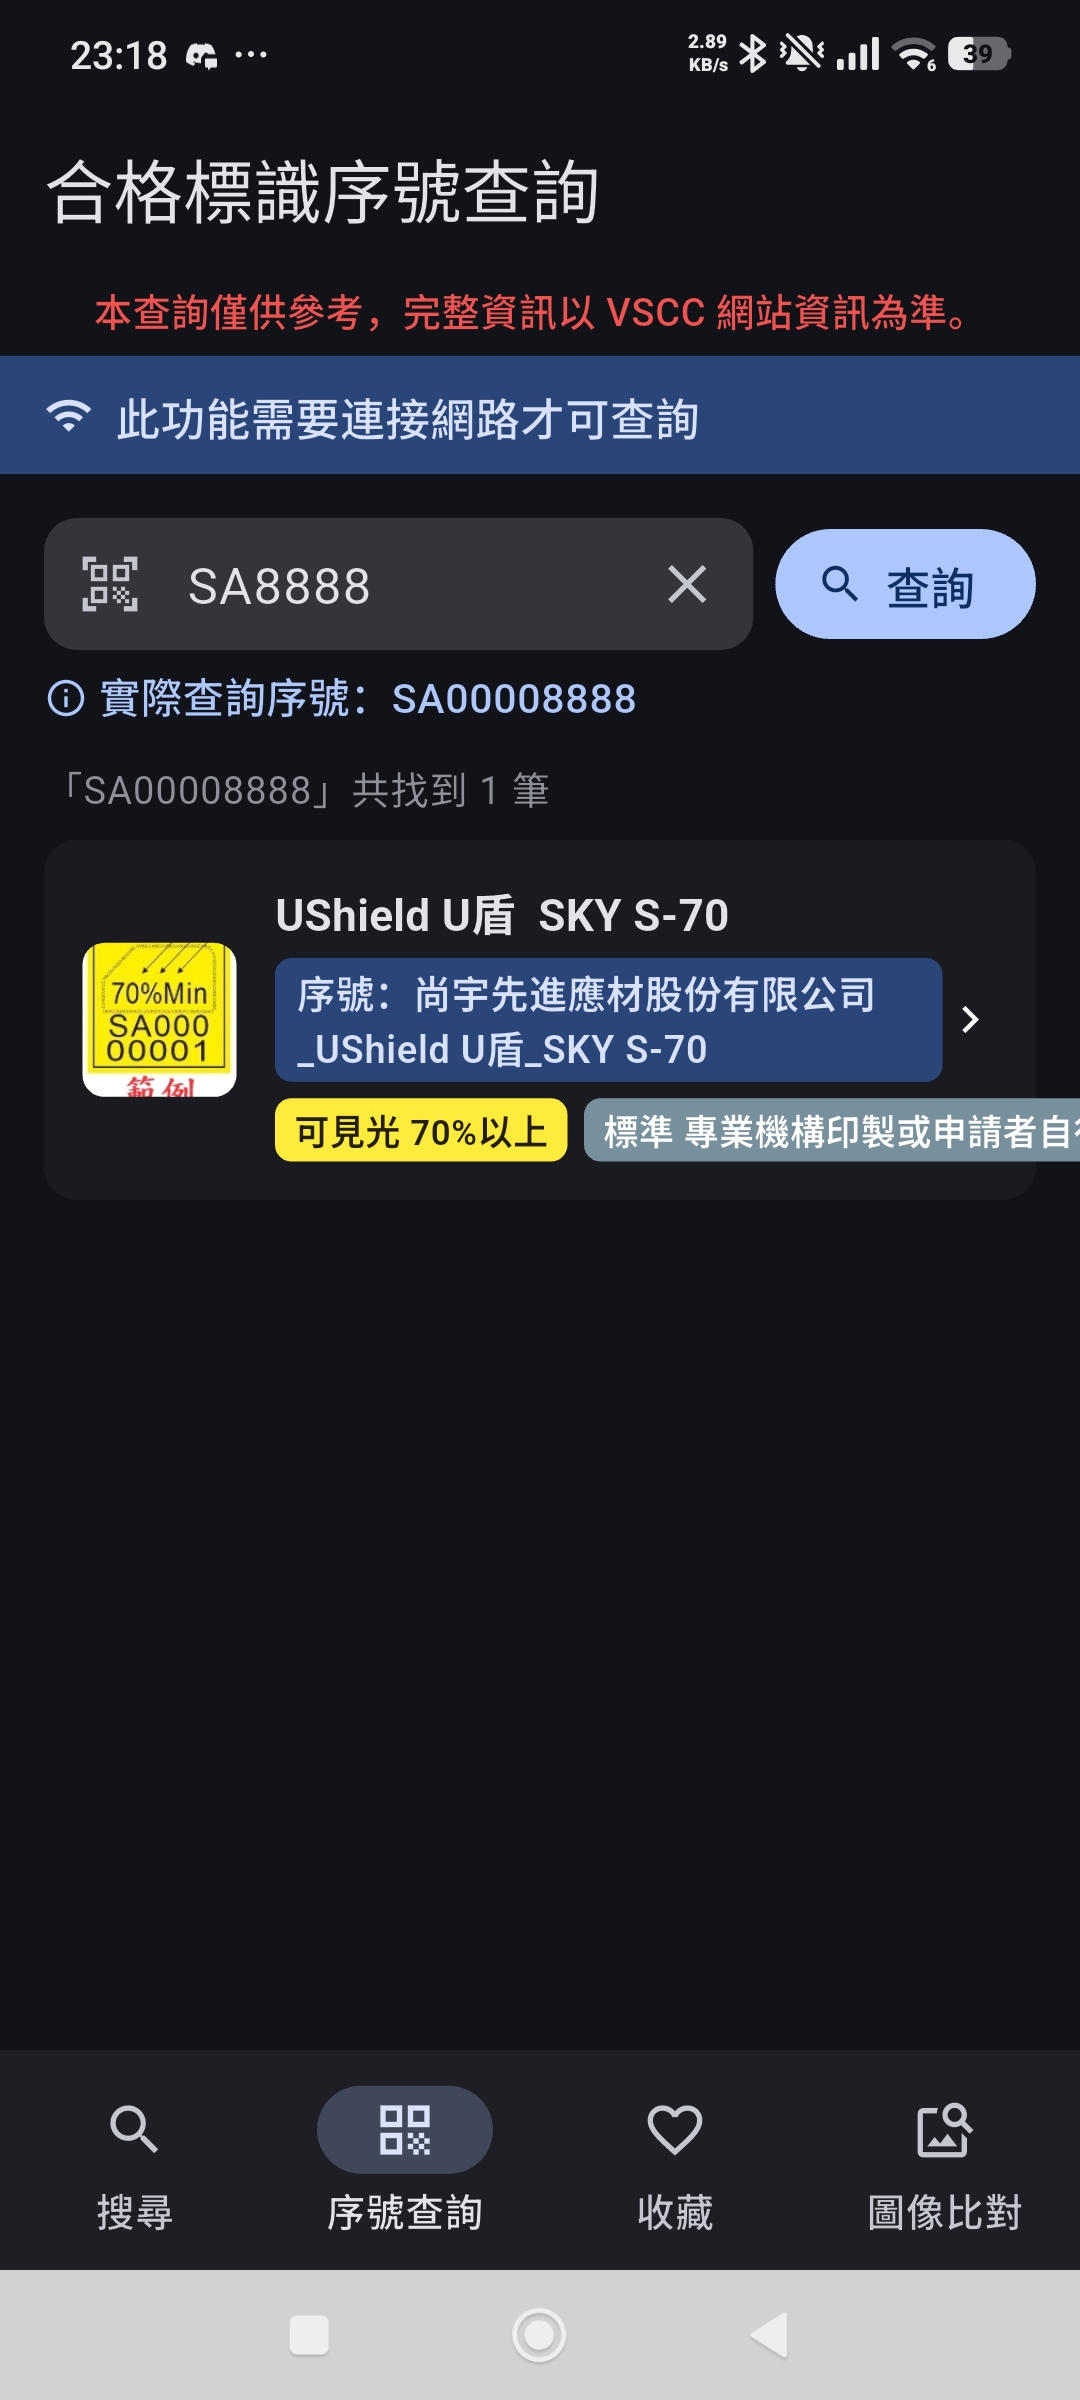 23:18 ...
2.89
KB/s
6
39
合格標識序號查詢
本查詢僅供參考，完整資訊以 VSCC 網站資訊為準。
此功能需要連接網路才可查詢
SA8888
查詢
實際查詢序號：SA00008888
「SA00008888」共找到 1 筆
UShield U盾  SKY S-70
70%Min
SA000
00001
範例
序號：尚宇先進應材股份有限公司
_UShield U盾_SKY S-70
可見光 70%以上
標準 專業機構印製或申請者自
搜尋
序號查詢
收藏
圖像比對